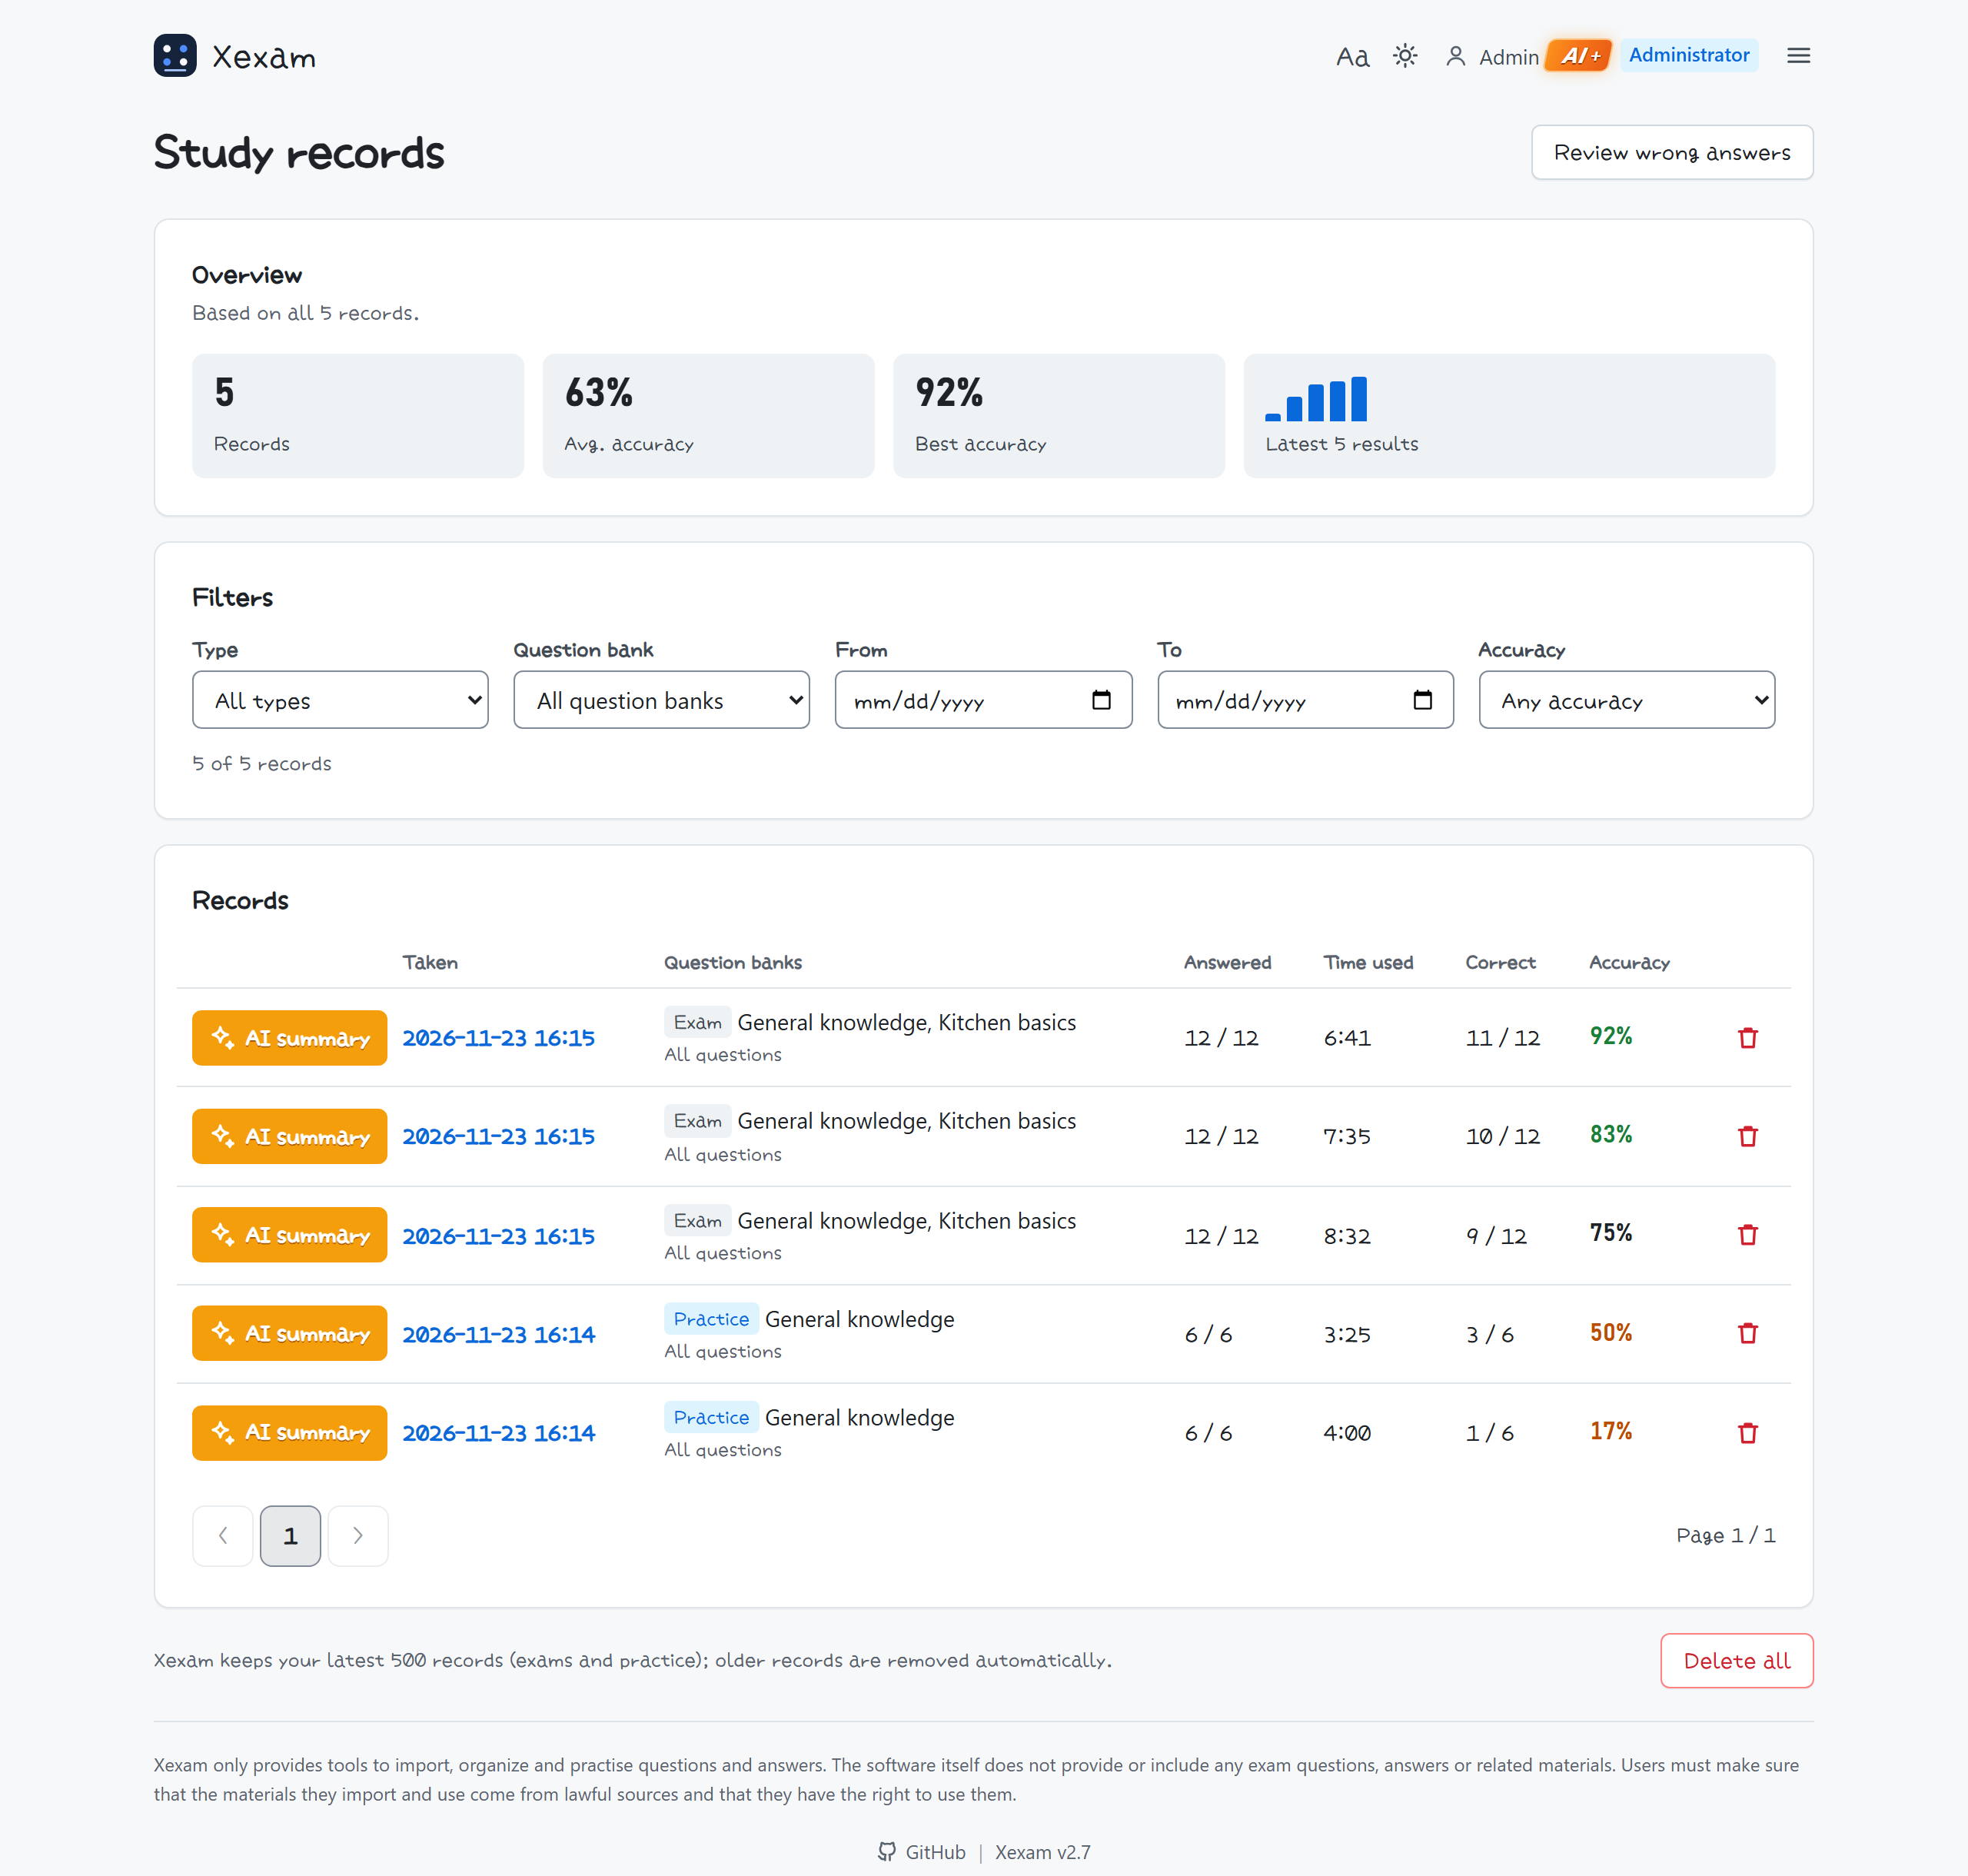 Xexam
Aa Admin AI+ Administrator
Study records
Review wrong answers
Overview
Based on all 5 records.
5
Records
63%
Avg. accuracy
92%
Best accuracy
Latest 5 results
Filters
Type Question bank From To Accuracy
All types All question banks mm/dd/yyyy mm/dd/yyyy Any accuracy
5 of 5 records
Records
Taken Question banks Answered Time used Correct Accuracy
AI summary 2026-11-23 16:15 Exam General knowledge, Kitchen basics 12 / 12 6:41 11 / 12 92%
All questions
AI summary 2026-11-23 16:15 Exam General knowledge, Kitchen basics 12 / 12 7:35 10 / 12 83%
All questions
AI summary 2026-11-23 16:15 Exam General knowledge, Kitchen basics 12 / 12 8:32 9 / 12 75%
All questions
AI summary 2026-11-23 16:14 Practice General knowledge 6 / 6 3:25 3 / 6 50%
All questions
AI summary 2026-11-23 16:14 Practice General knowledge 6 / 6 4:00 1 / 6 17%
All questions
1
Page 1 / 1
Xexam keeps your latest 500 records (exams and practice); older records are removed automatically.
Delete all
Xexam only provides tools to import, organize and practise questions and answers. The software itself does not provide or include any exam questions, answers or related materials. Users must make sure
that the materials they import and use come from lawful sources and that they have the right to use them.
GitHub | Xexam v2.7